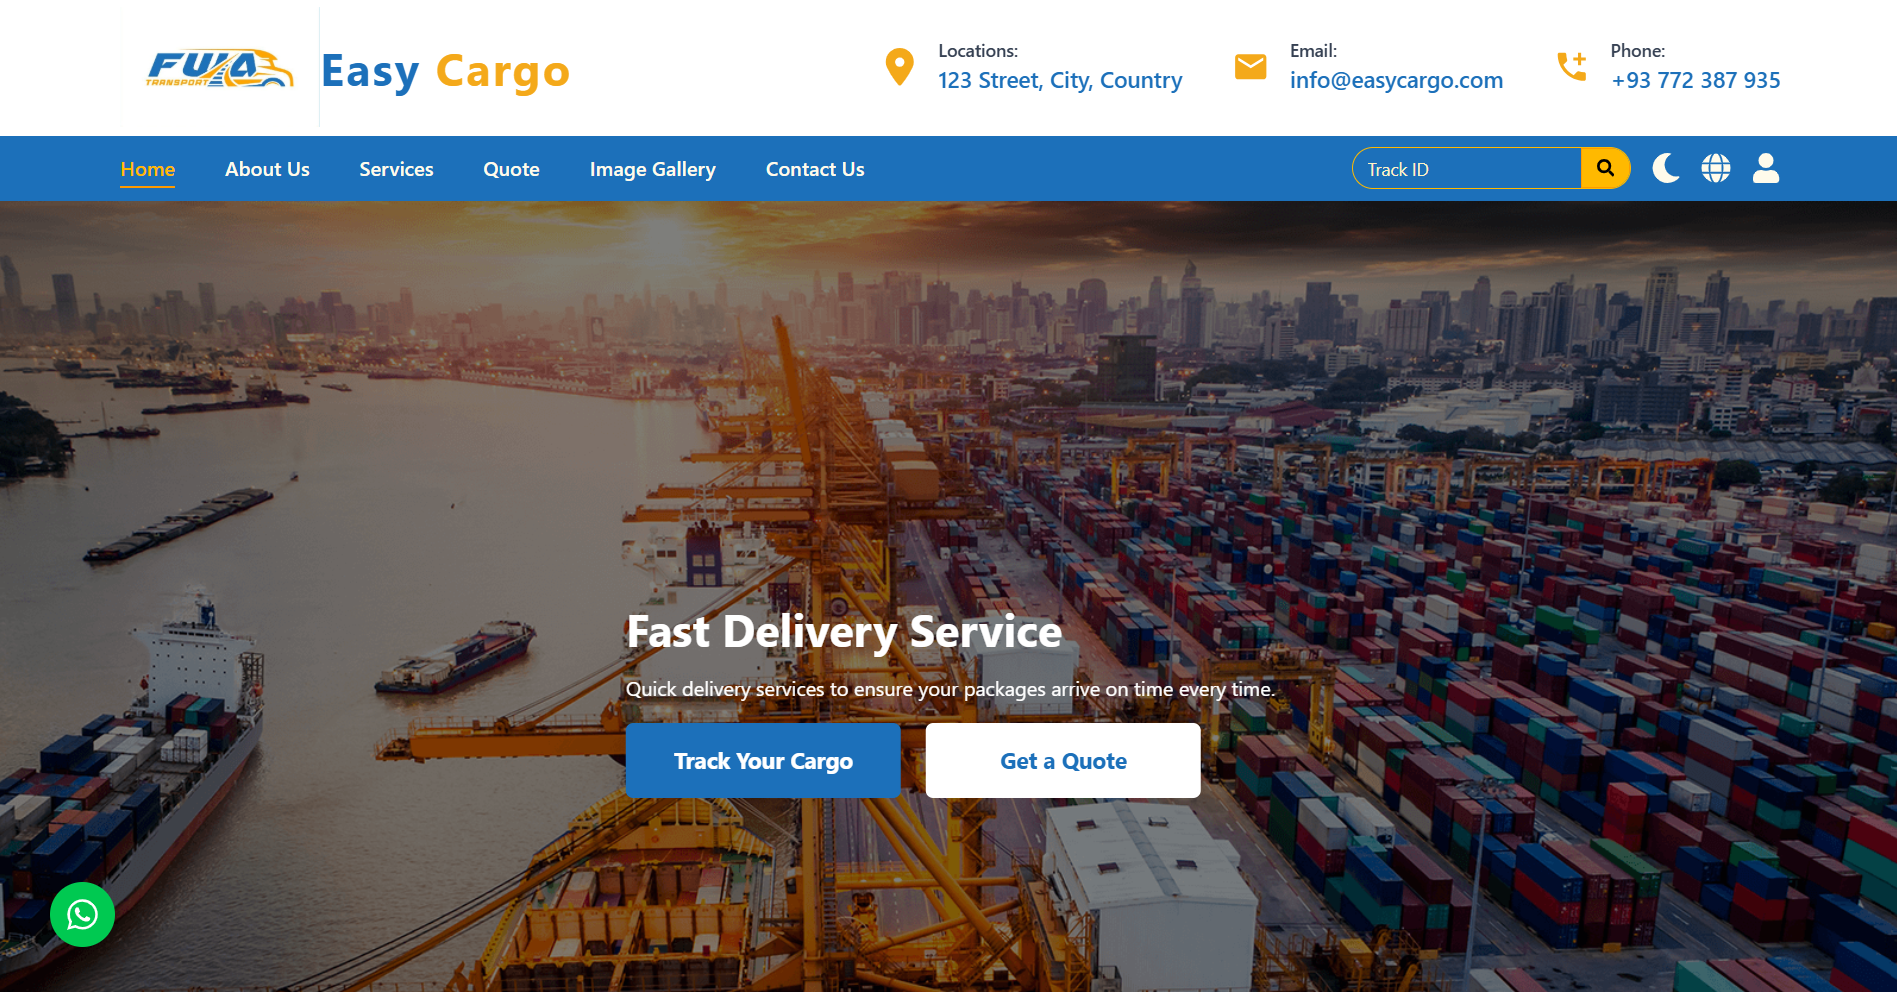 FUJA
TRANSPORT
Easy Cargo
Locations:
123 Street, City, Country
Email:
info@easycargo.com
Phone:
+93 772 387 935
Home
About Us
Services
Quote
Image Gallery
Contact Us
Track ID
Fast Delivery Service
Quick delivery services to ensure your packages arrive on time every time.
Track Your Cargo
Get a Quote